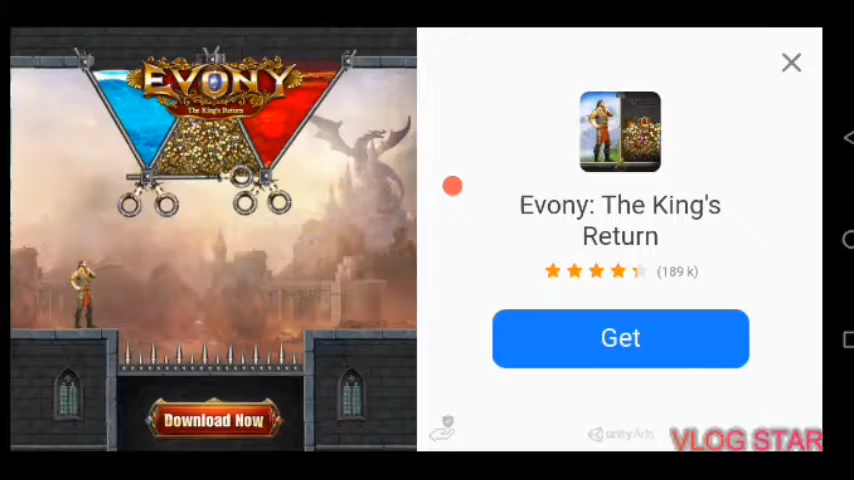 EVONY
The King's Return
Download Now
Evony: The King's
Return
(189 k)
Get
unityAds
VLOG STAR